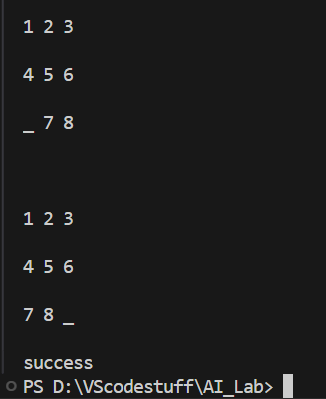 1 2 3
4 5 6
_ 7 8
1 2 3
4 5 6
7 8 _
success
PS D:\VScodestuff\AI_Lab>